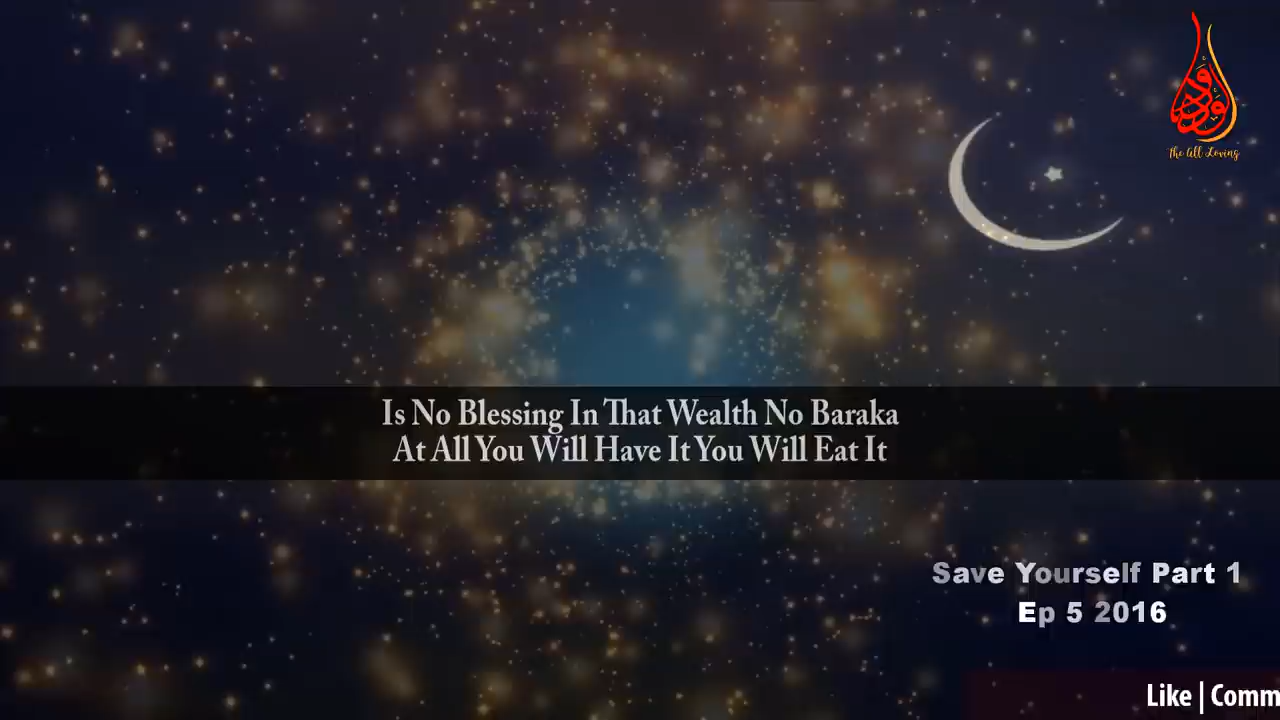 الودود
The All Loving
Is No Blessing In That Wealth No Baraka
At All You Will Have It You Will Eat It
Save Yourself Part 1
Ep 5 2016
Like | Comm